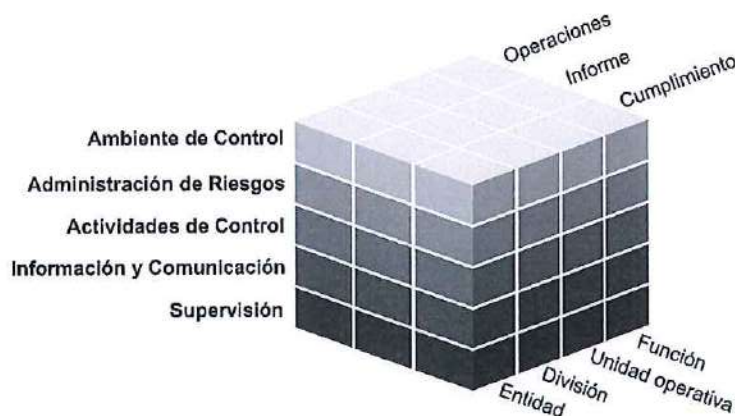 Operaciones
Informe
Cumplimiento
Ambiente de Control
Administración de Riesgos
Actividades de Control
Información y Comunicación
Supervisión
Función
Unidad operativa
División
Entidad